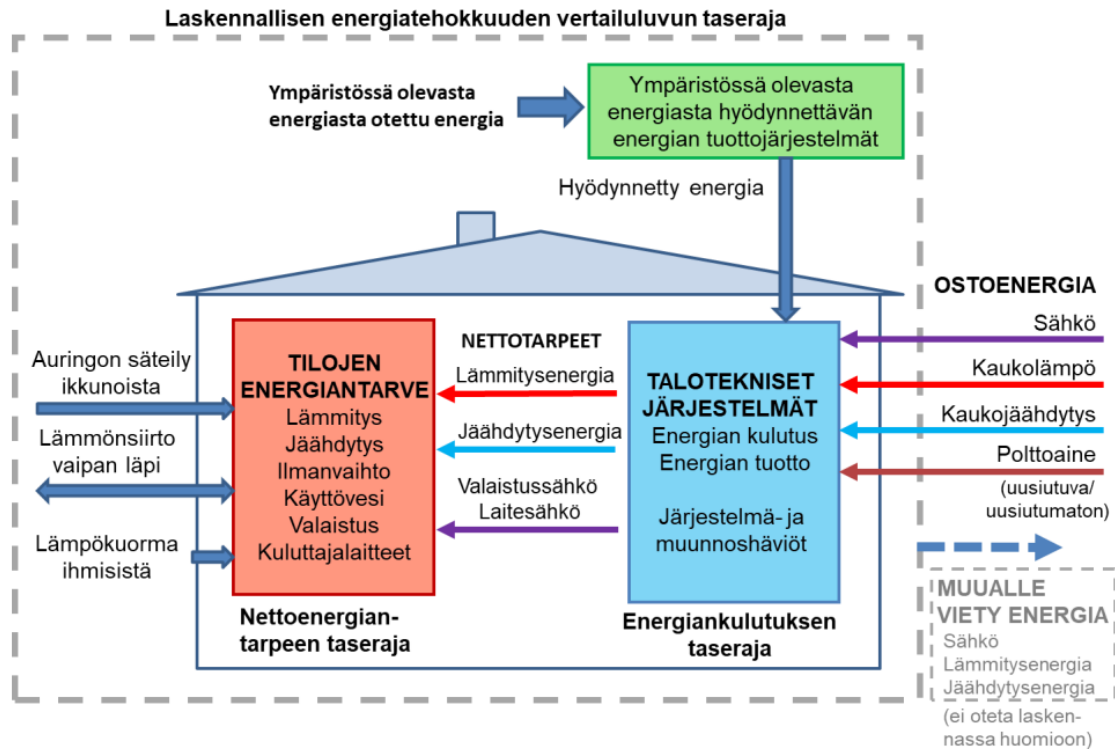 Laskennallisen energiatehokkuuden vertailuluvun taseraja
Ympäristössä olevasta
energiasta otettu energia
Ympäristössä olevasta
energiasta hyödynnettävän
energian tuottojärjestelmät
Hyödynnetty energia
OSTOENERGIA
Sähkö
Kaukolämpö
Kaukojäähdytys
Polttoaine
(uusiutuva/
uusiutumaton)
Auringon säteily
ikkunoista
Lämmönsiirto
vaipan läpi
Lämpökuorma
ihmisistä
TILOJEN
ENERGIANTARVE
Lämmitys
Jäähdytys
Ilmanvaihto
Käyttövesi
Valaistus
Kuluttajalaitteet
Nettoenergian-
tarpeen taseraja
NETTOTARPEET
Lämmitysenergia
Jäähdytysenergia
Valaistussähkö
Laitesähkö
TALOTEKNISET
JÄRJESTELMÄT
Energian kulutus
Energian tuotto
Järjestelmä- ja
muunnoshäviöt
Energiankulutuksen
taseraja
MUUALLE
VIETY ENERGIA
Sähkö
Lämmitysenergia
Jäähdytysenergia
(ei oteta lasken-
nassa huomioon)